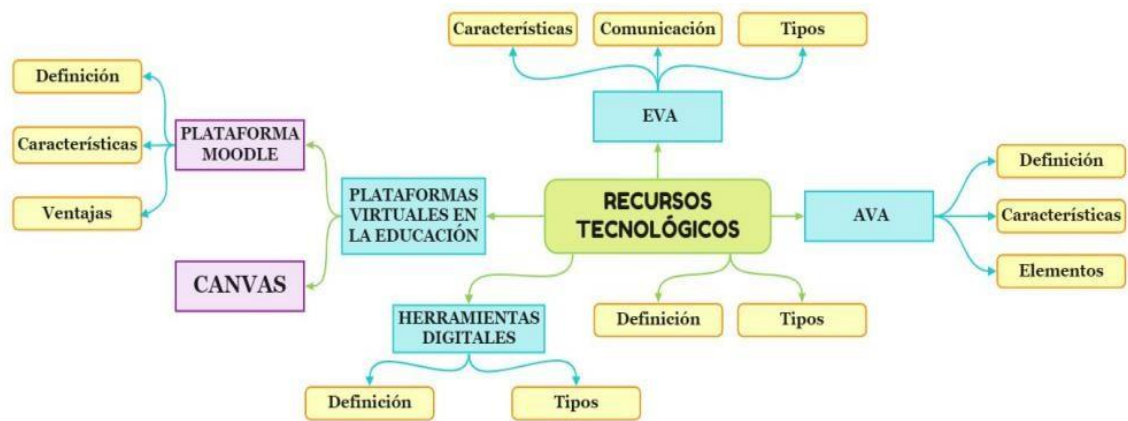 Características
Comunicación
Tipos
Definición
EVA
PLATAFORMA
MOODLE
Características
Definición
PLATAFORMAS
VIRTUALES EN
LA EDUCACIÓN
RECURSOS
TECNOLÓGICOS
AVA
Características
Ventajas
CANVAS
Elementos
HERRAMIENTAS
DIGITALES
Definición
Tipos
Definición
Tipos